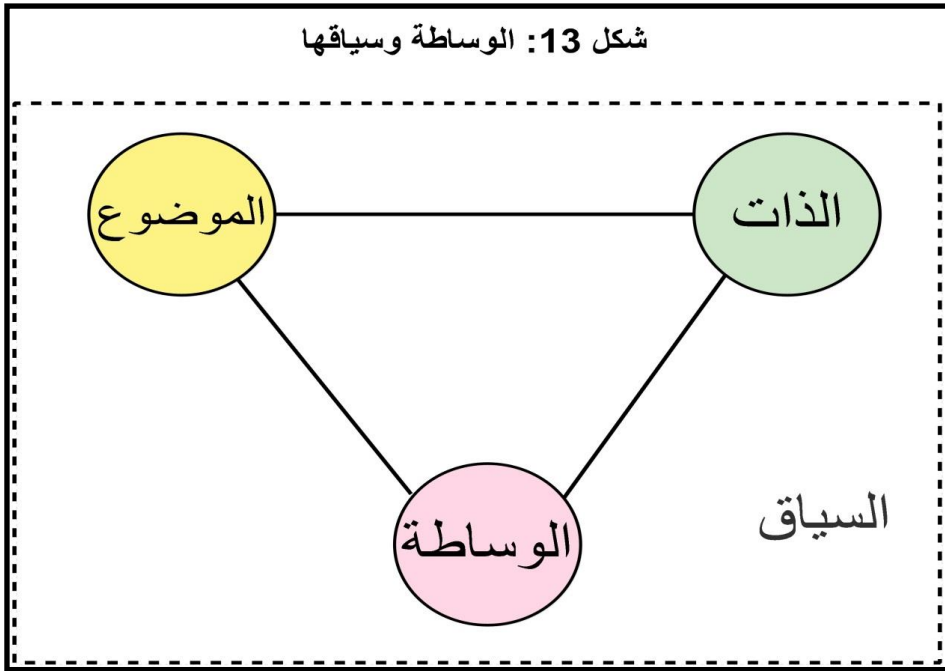 شكل 13: الوساطة وسياقها
الذات
الموضوع
الوساطة
السياق